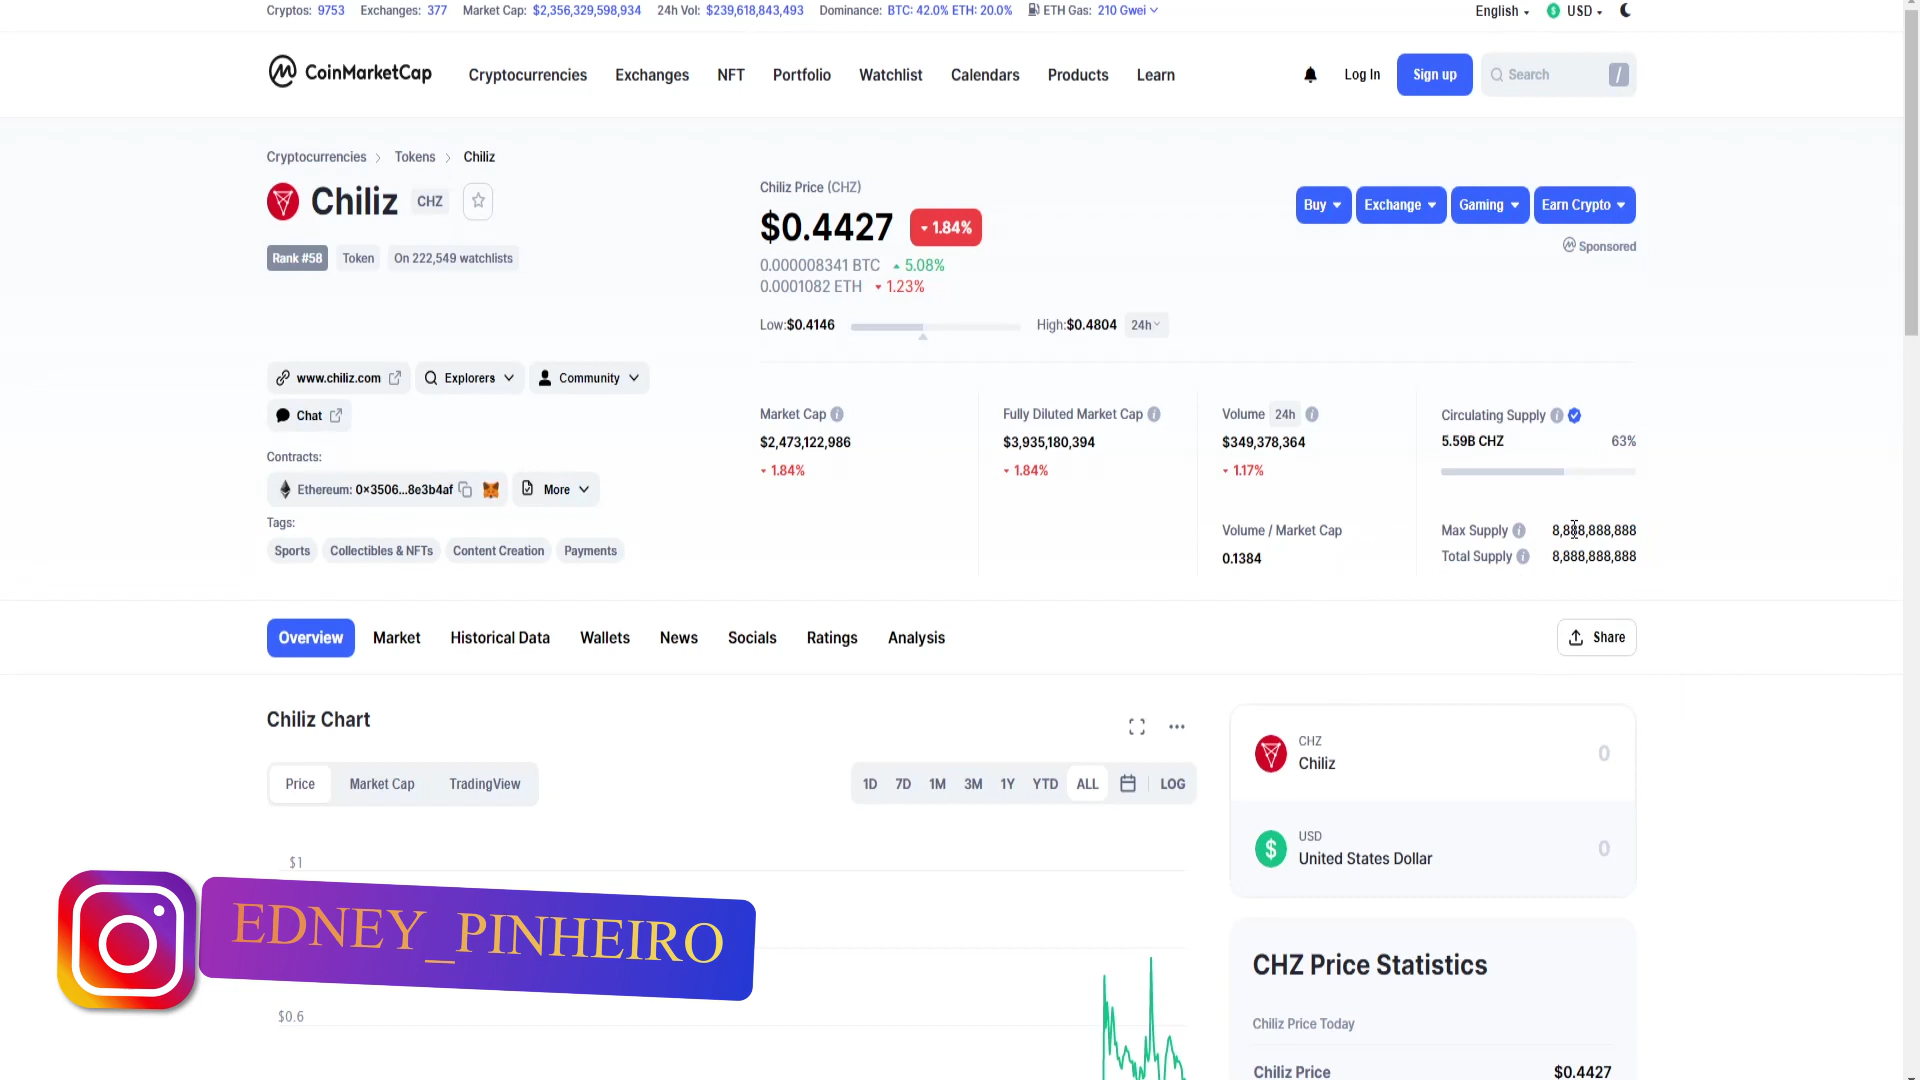 Cryptos: 9753 Exchanges: 377 Market Cap: $2,356,329,598,934 24h Vol: $239,618,843,493 Dominance: BTC: 42.0% ETH: 20.0% ETH Gas: 210 Gwei English USD
CoinMarketCap Cryptocurrencies Exchanges NFT Portfolio Watchlist Calendars Products Learn Log In Sign up Search /
Cryptocurrencies > Tokens > Chiliz
Chiliz CHZ
Rank #58 Token On 222,549 watchlists
Chiliz Price (CHZ)
$0.4427 1.84%
0.000008341 BTC 5.08%
0.0001082 ETH 1.23%
Low:$0.4146 High:$0.4804 24h
Buy Exchange Gaming Earn Crypto
Sponsored
www.chiliz.com Explorers Community
Chat
Contracts:
Ethereum: 0x3506...8e3b4af More
Tags:
Sports Collectibles & NFTs Content Creation Payments
Market Cap
$2,473,122,986
1.84%
Fully Diluted Market Cap
$3,935,180,394
1.84%
Volume 24h
$349,378,364
1.17%
Volume / Market Cap
0.1384
Circulating Supply
5.59B CHZ 63%
Max Supply 8,888,888,888
Total Supply 8,888,888,888
Overview Market Historical Data Wallets News Socials Ratings Analysis Share
Chiliz Chart
Price Market Cap TradingView 1D 7D 1M 3M 1Y YTD ALL LOG
$1
$0.6
CHZ
Chiliz 0
USD
United States Dollar 0
CHZ Price Statistics
Chiliz Price Today
Chiliz Price $0.4427
EDNEY_PINHEIRO